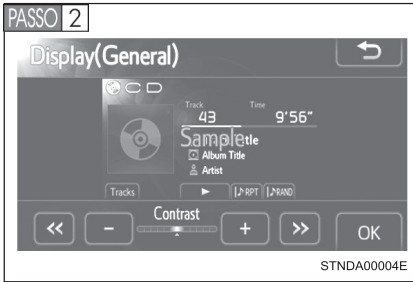 PASSO 2
Display(General)
CD
Track Time
43 9'56"
Sample
Title
Album Title
Artist
Tracks RPT RAND
Contrast
- + OK
STNDA00004E